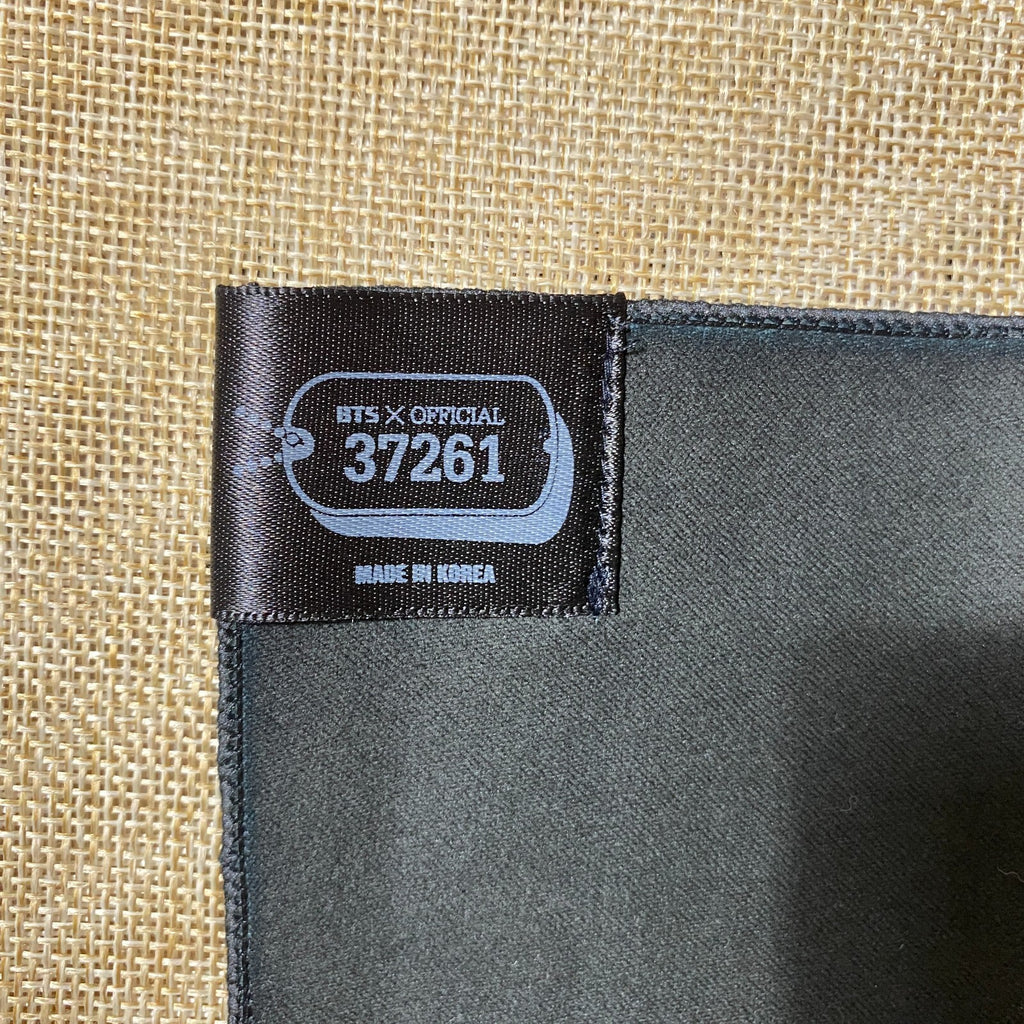 BTS X OFFICIAL
37261
MADE IN KOREA